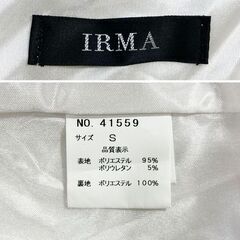 IRMA
NO. 41559
サイズ S
品質表示
表地 ポリエステル 95%
ポリウレタン 5%
裏地 ポリエステル 100%